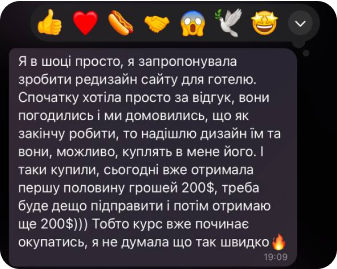 Я в шоці просто, я запропонувала
зробити редизайн сайту для готелю.
Спочатку хотіла просто за відгук, вони
погодились і ми домовились, що як
закінчу робити, то надішлю дизайн їм та
вони, можливо, куплять в мене його. І
таки купили, сьогодні вже отримала
першу половину грошей 200$, треба
буде дещо підправити і потім отримаю
ще 200$))) Тобто курс вже починає
окупатись, я не думала що так швидко🔥
19:09